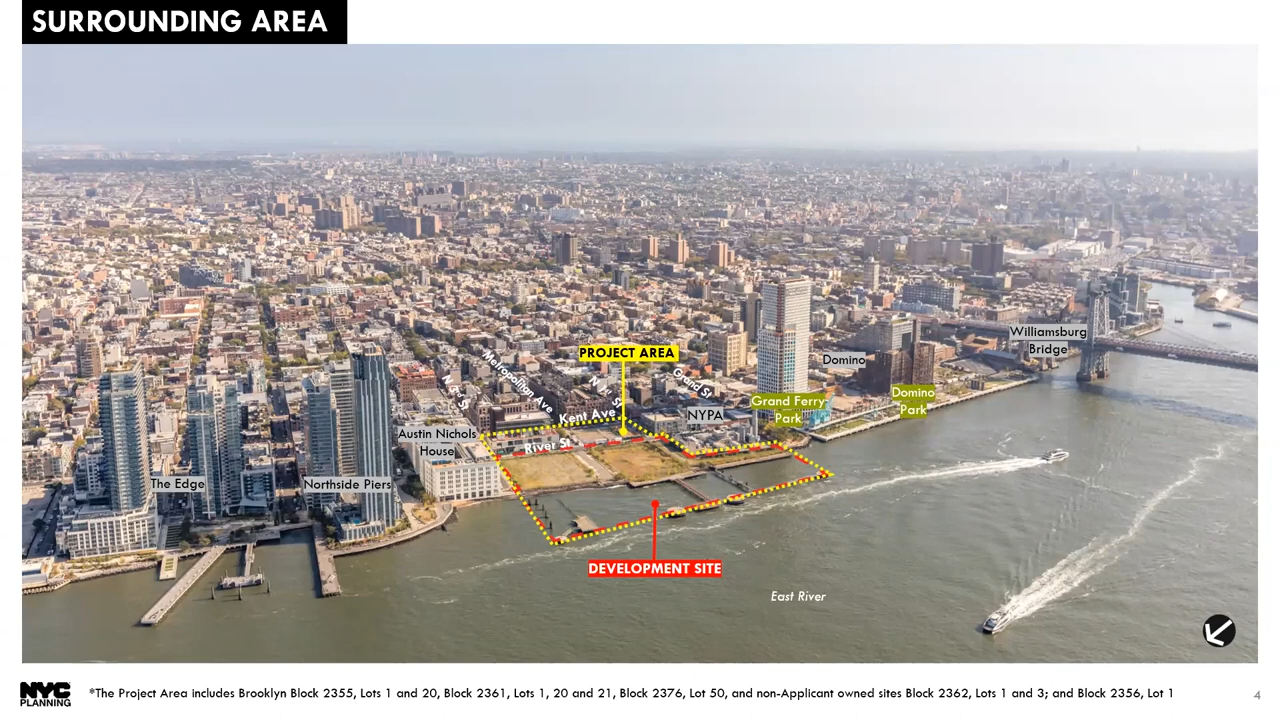 SURROUNDING AREA
PROJECT AREA
Williamsburg
Bridge
Domino
Metropolitan Ave
N 3rd St
N 1st St
Grand St
Kent Ave
NYPA
Grand Ferry
Park
Domino
Park
Austin Nichols
House
River St
The Edge
Northside Piers
DEVELOPMENT SITE
East River
NYC
PLANNING
*The Project Area includes Brooklyn Block 2355, Lots 1 and 20, Block 2361, Lots 1, 20 and 21, Block 2376, Lot 50, and non-Applicant owned sites Block 2362, Lots 1 and 3; and Block 2356, Lot 1
4